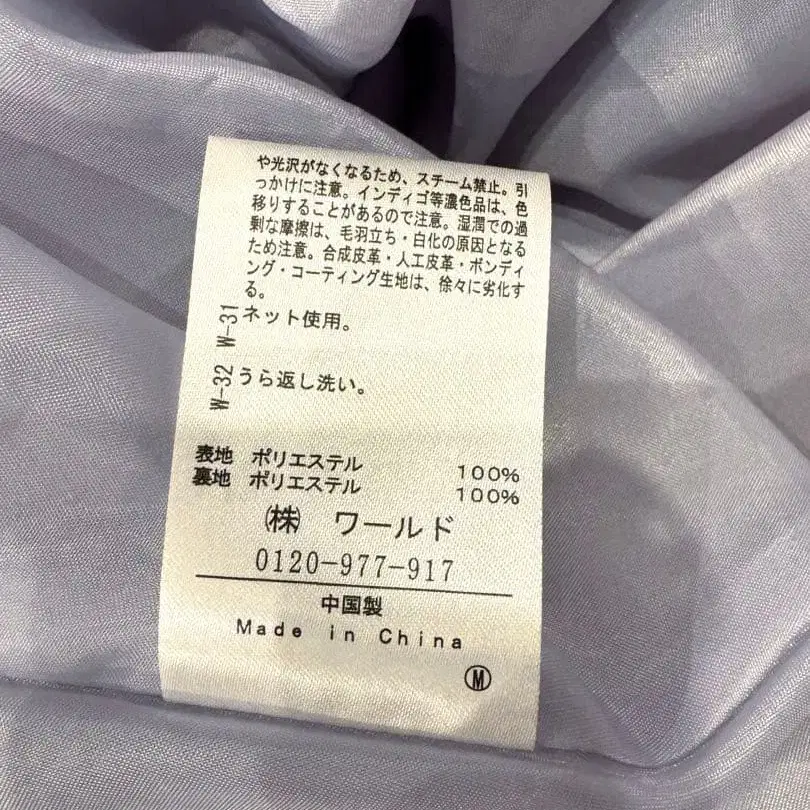 や光沢がなくなるため、スチーム禁止。引
っかけに注意。インディゴ等濃色品は、色
移りすることがあるので注意。湿潤での過
剰な摩擦は、毛羽立ち・白化の原因となる
ため注意。合成皮革・人工皮革・ボンディ
ング・コーティング生地は、徐々に劣化す
る。
W-31 ネット使用。
W-32 うら返し洗い。
表地 ポリエステル 100%
裏地 ポリエステル 100%
㈱ ワールド
0120-977-917
中国製
Made in China
Ⓜ